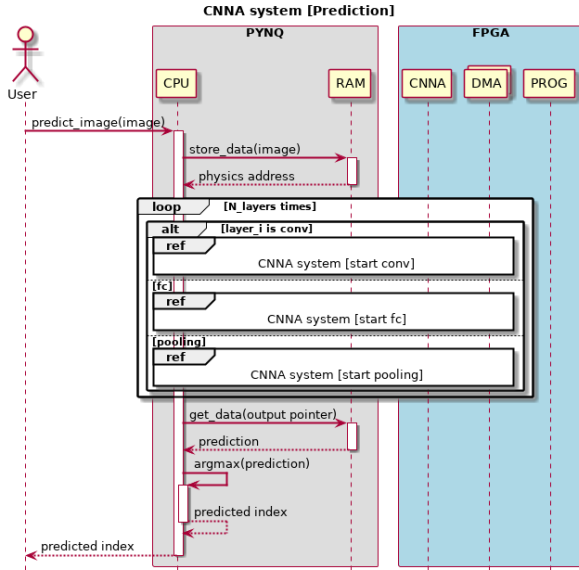 CNNA system [Prediction]
PYNQ
FPGA
User
CPU
RAM
CNNA
DMA
PROG
predict_image(image)
store_data(image)
physics address
loop [N_layers times]
alt [layer_i is conv]
ref
CNNA system [start conv]
[fc]
ref
CNNA system [start fc]
[pooling]
ref
CNNA system [start pooling]
get_data(output pointer)
prediction
argmax(prediction)
predicted index
predicted index